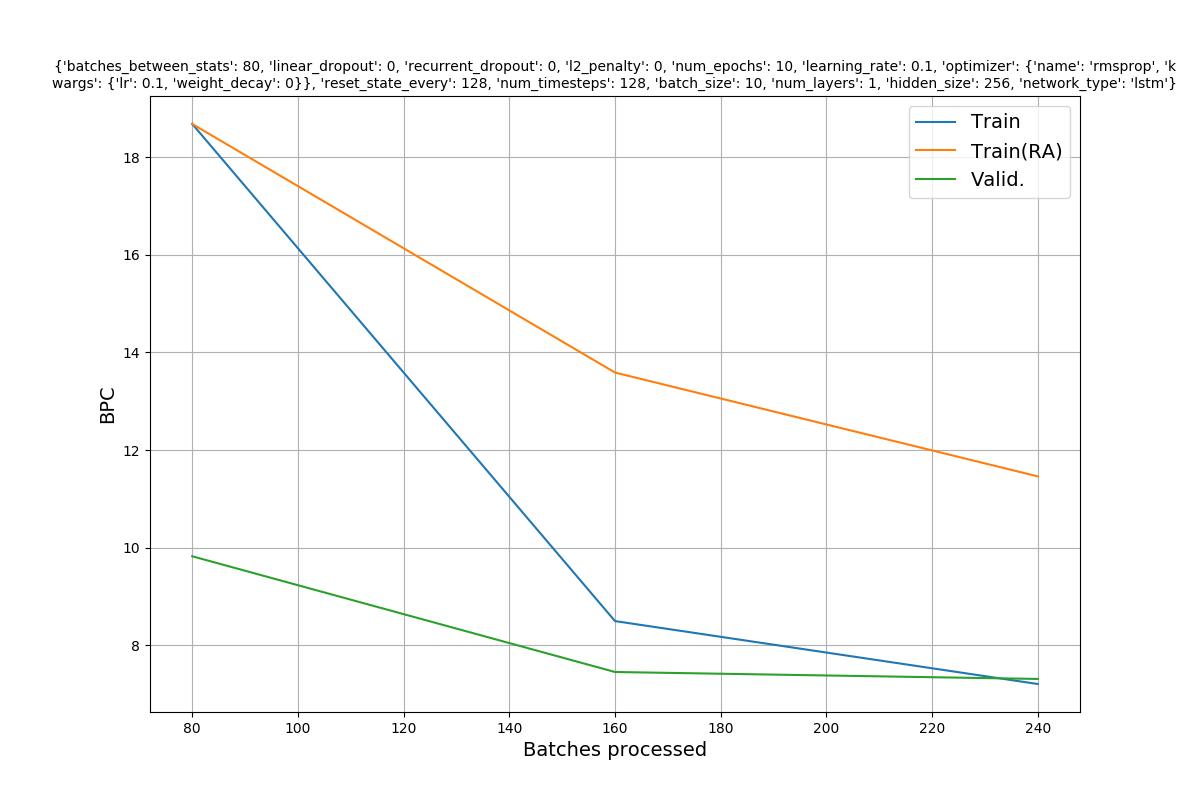 {'batches_between_stats': 80, 'linear_dropout': 0, 'recurrent_dropout': 0, 'l2_penalty': 0, 'num_epochs': 10, 'learning_rate': 0.1, 'optimizer': {'name': 'rmsprop', 'k
wargs': {'lr': 0.1, 'weight_decay': 0}}, 'reset_state_every': 128, 'num_timesteps': 128, 'batch_size': 10, 'num_layers': 1, 'hidden_size': 256, 'network_type': 'lstm'}
Train
Train(RA)
Valid.
18
16
14
12
10
8
BPC
80 100 120 140 160 180 200 220 240
Batches processed